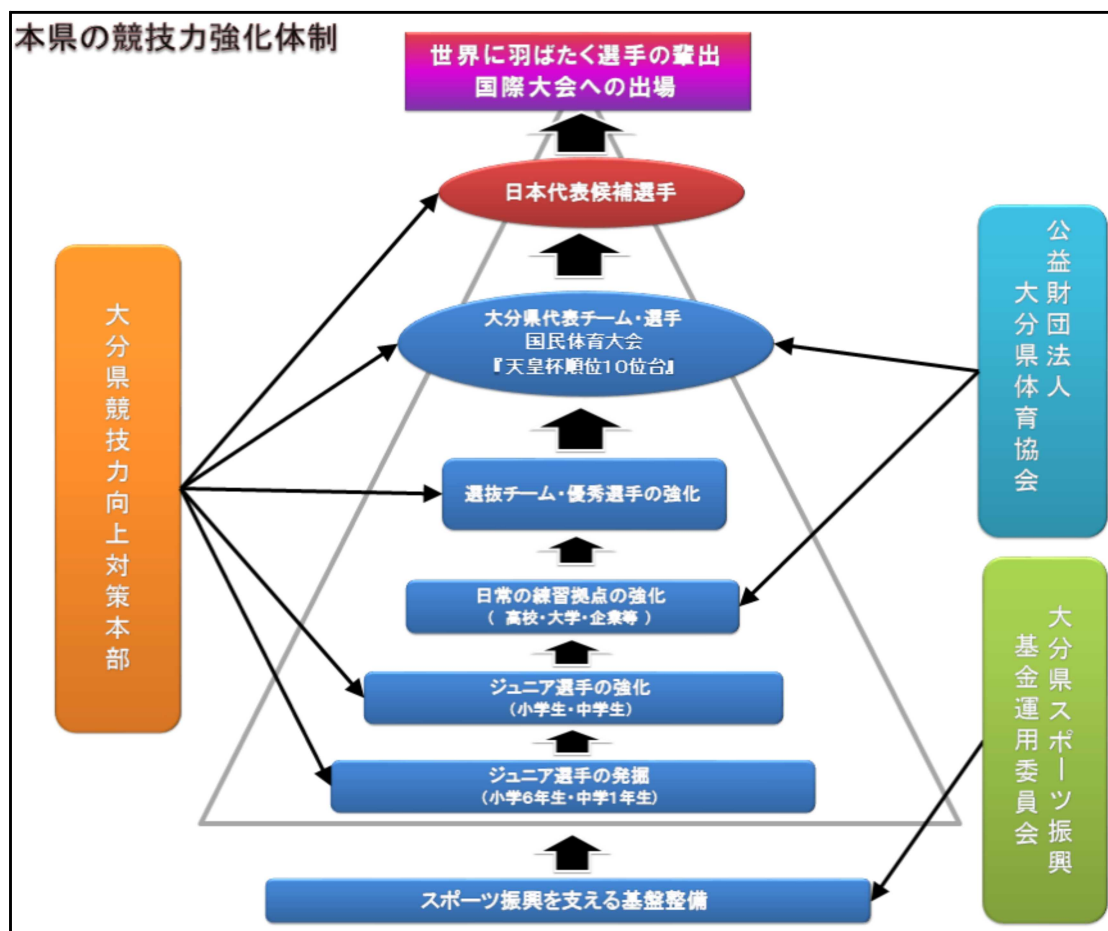 本県の競技力強化体制
世界に羽ばたく選手の輩出
国際大会への出場
日本代表候補選手
大分県代表チーム・選手
国民体育大会
『天皇杯順位10位台』
選抜チーム・優秀選手の強化
日常の練習拠点の強化
( 高校・大学・企業等 )
ジュニア選手の強化
(小学生・中学生)
ジュニア選手の発掘
(小学6年生・中学1年生)
スポーツ振興を支える基盤整備
大分県競技力向上対策本部
公益財団法人
大分県体育協会
大分県スポーツ振興
基金運用委員会